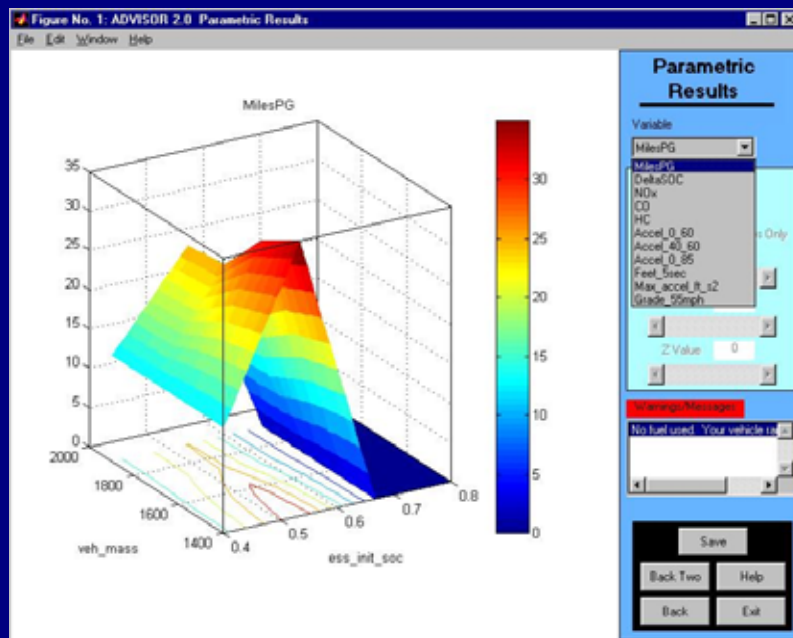 Figure No. 1: ADVISOR 2.0 Parametric Results
File Edit Window Help
MilesPG
35
30
25
20
15
10
5
0
2000
1800
1600
1400
veh_mass
0.4
0.5
0.6
0.7
0.8
ess_init_soc
30
25
20
15
10
5
0
Parametric
Results
Variable
MilesPG
MilesPG
DeltaSOC
NOx
CO
HC
Accel_0_60
Accel_40_60
Accel_0_85
Feet_5sec
Max_accel_ft_s2
Grade_55mph
Only
Z Value 0
Warnings/Messages
No fuel used. Your vehicle ra
Save
Back Two Help
Back Exit